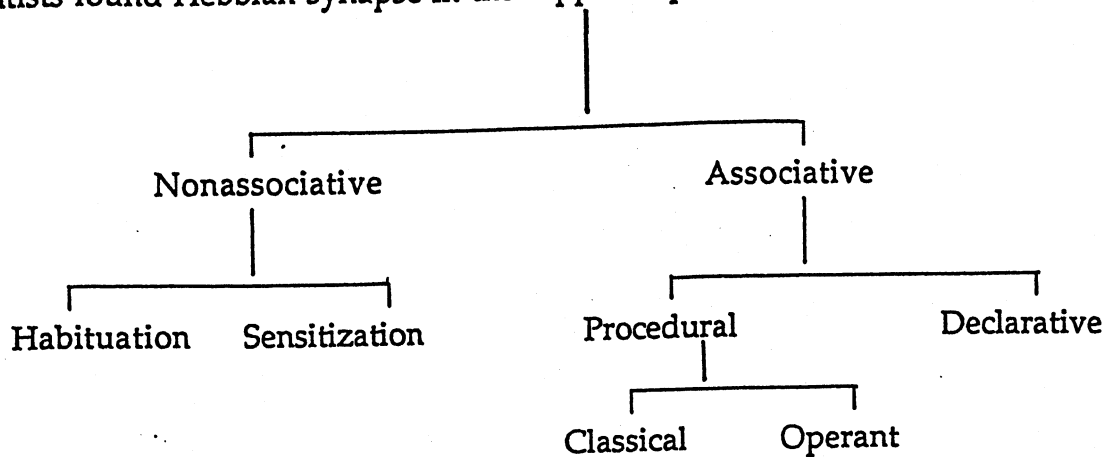 found Hebbian synapse in the
Nonassociative Associative
Habituation Sensitization Procedural Declarative
Classical Operant